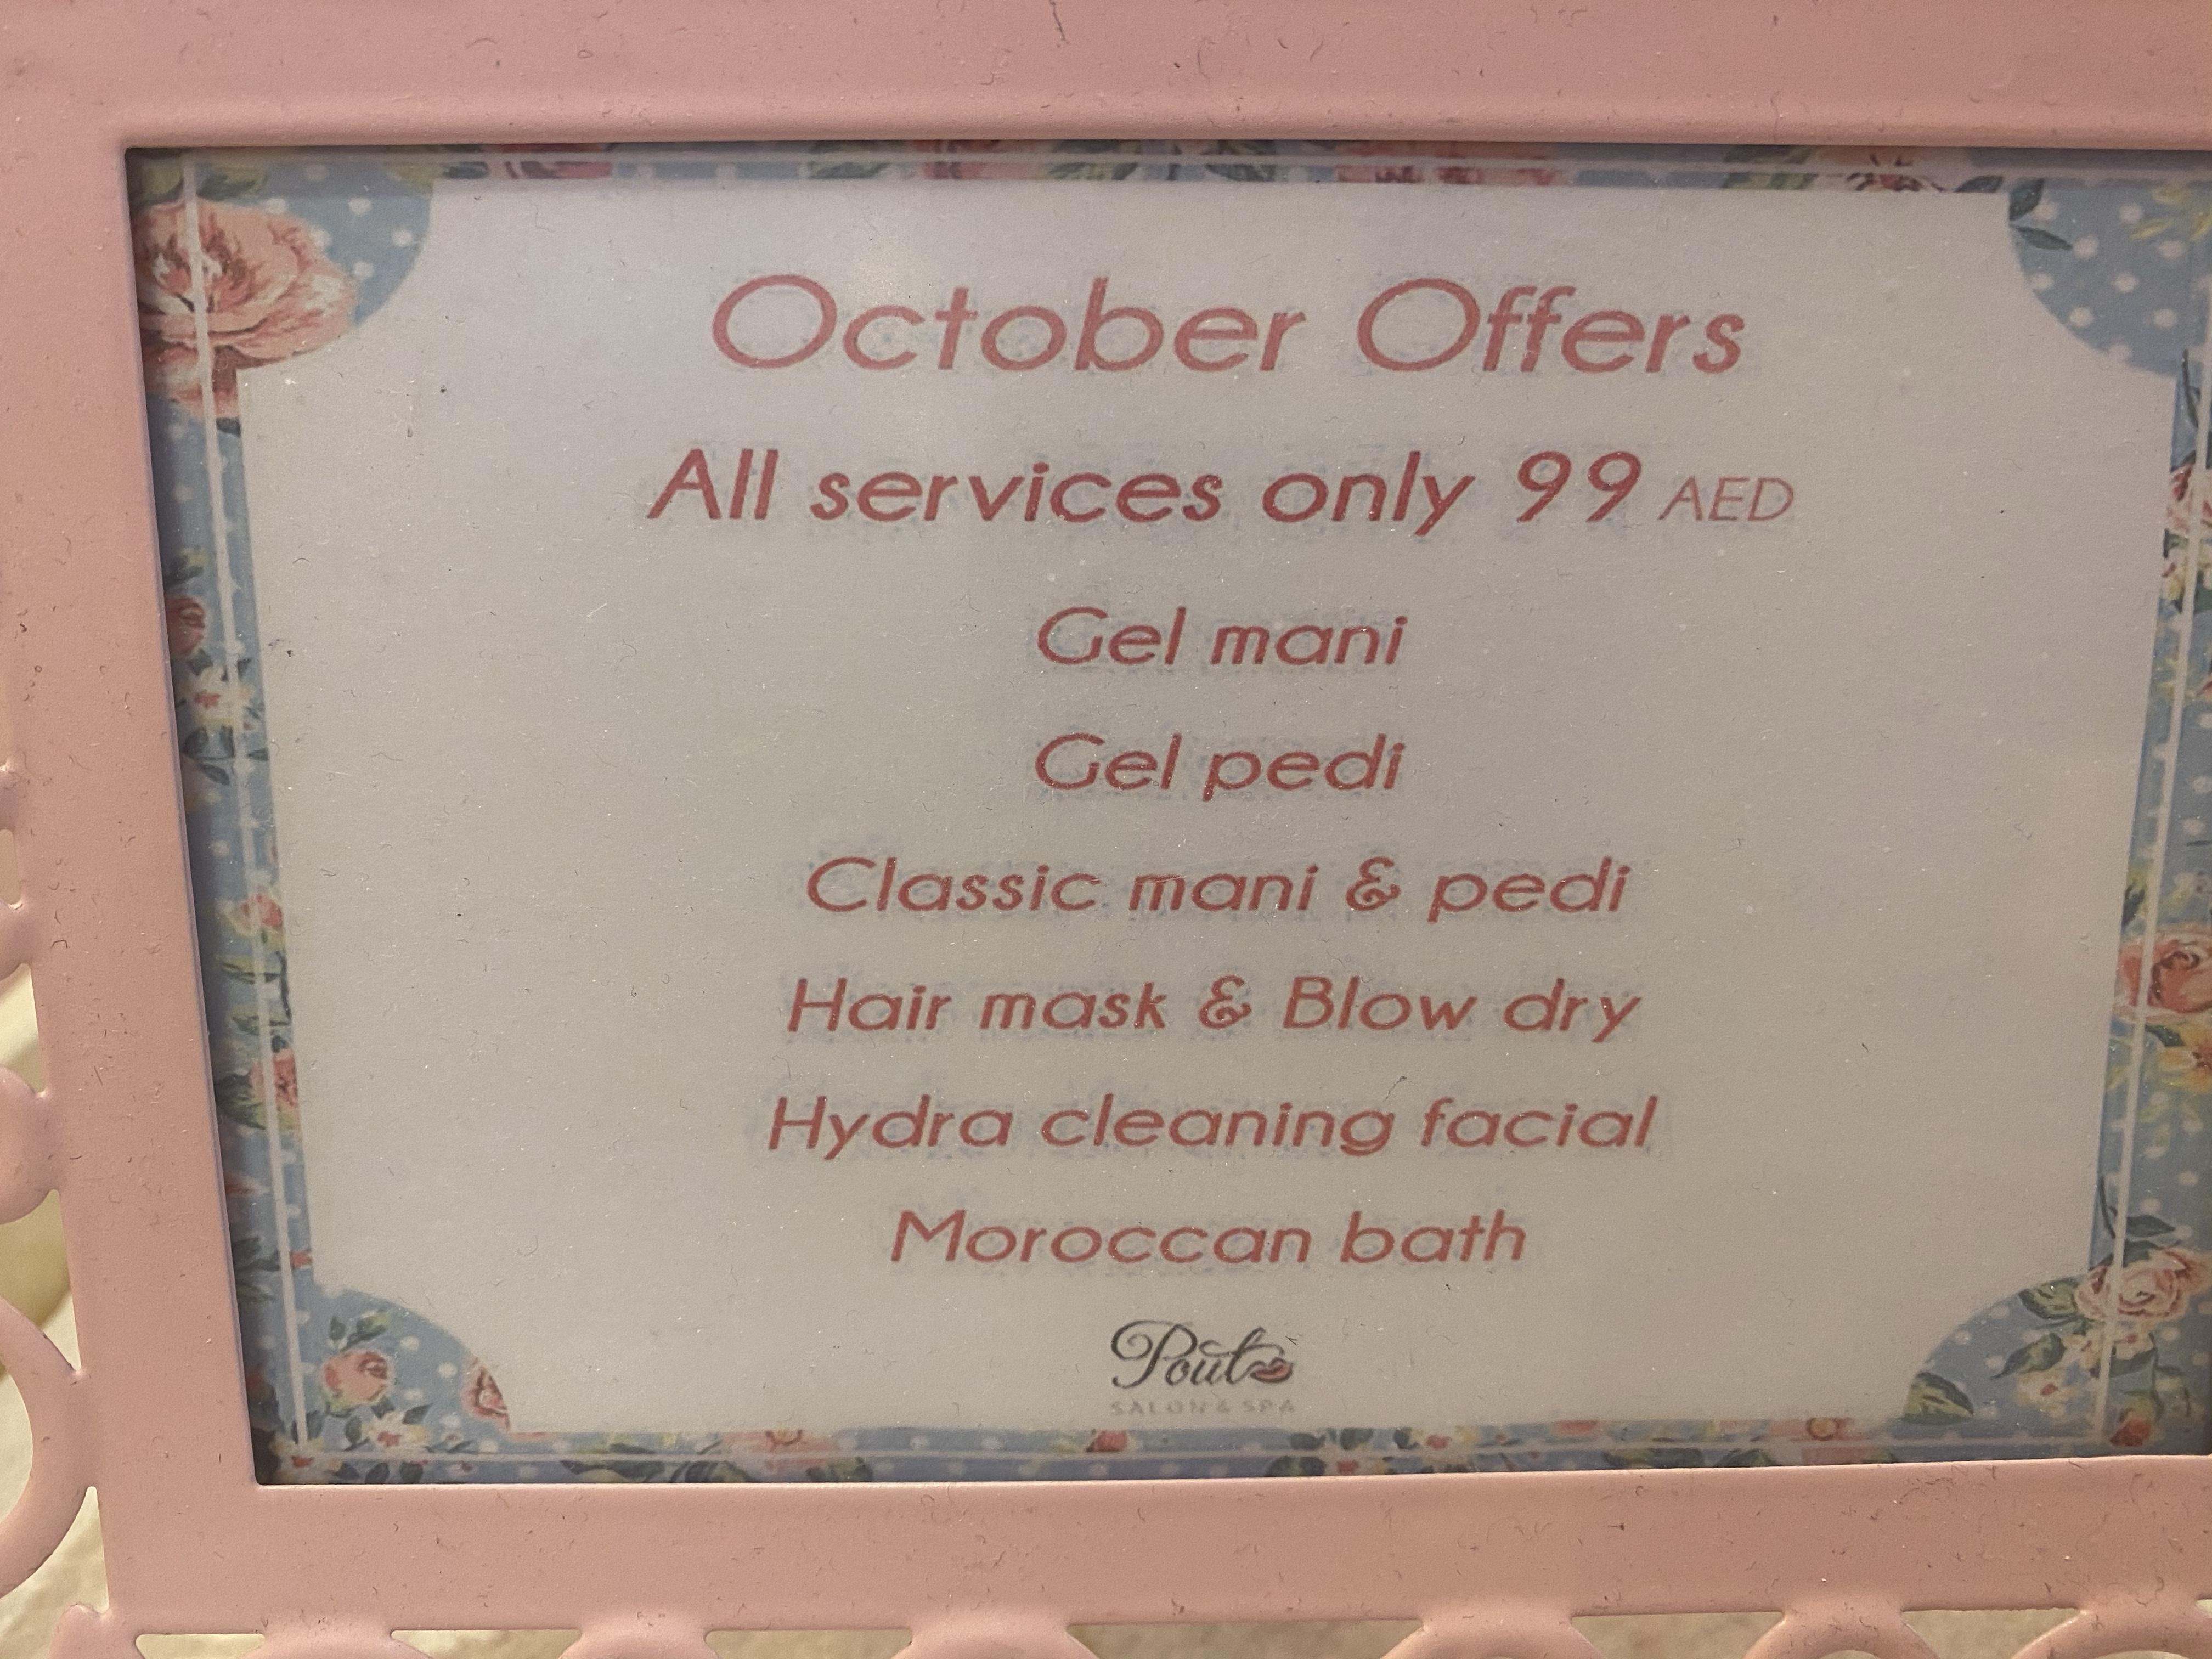 October Offers
All services only 99 AED
Gel mani
Gel pedi
Classic mani & pedi
Hair mask & Blow dry
Hydra cleaning facial
Moroccan bath
Pout
SALON & SPA